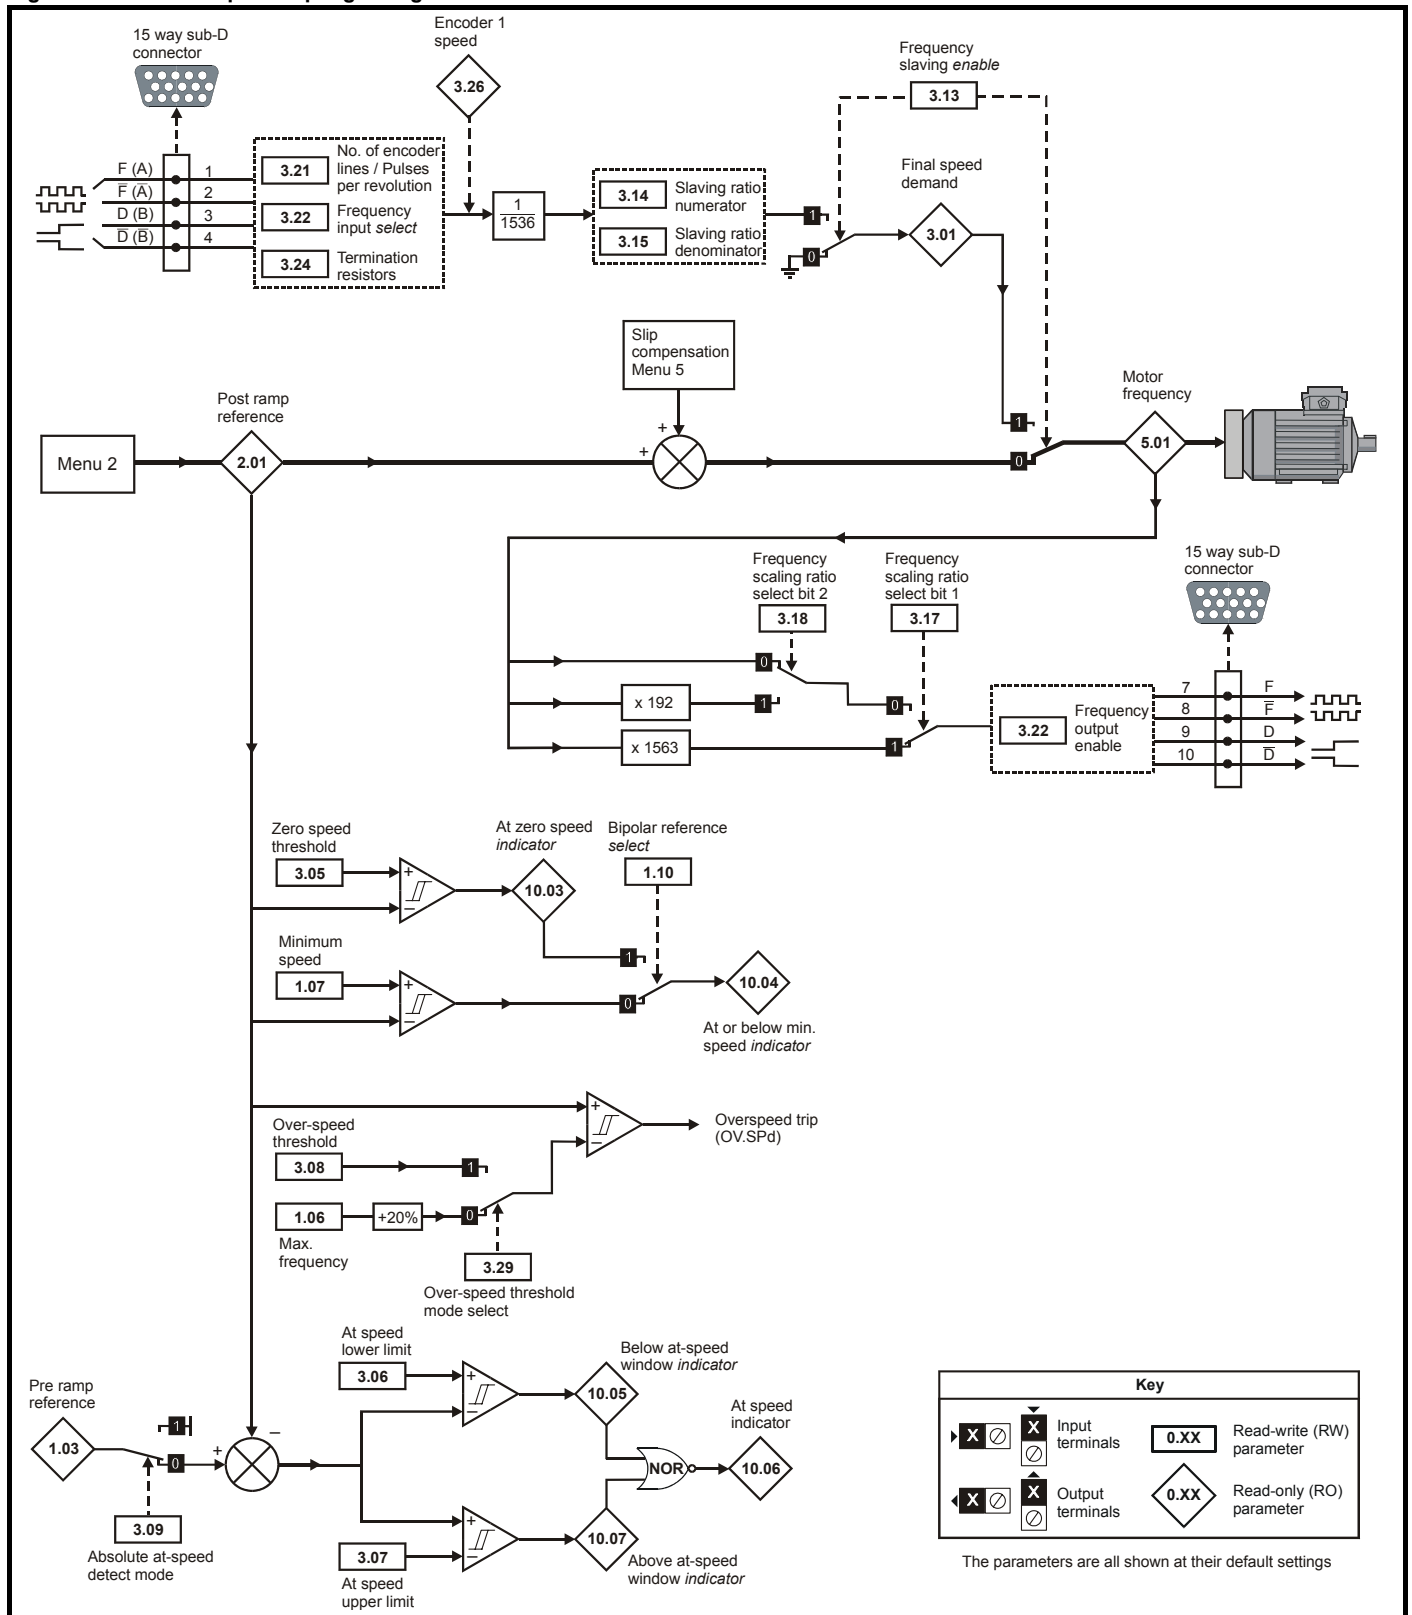 15 way sub-D
connector
Encoder 1
speed
3.26
Frequency
slaving enable
3.13
F (A)
F̅ (A̅)
D (B)
D̅ (B̅)
1
2
3
4
3.21
No. of encoder
lines / Pulses
per revolution
3.22
Frequency
input select
3.24
Termination
resistors
1
1536
3.14
Slaving ratio
numerator
3.15
Slaving ratio
denominator
1
0
Final speed
demand
3.01
Slip
compensation
Menu 5
Post ramp
reference
Menu 2
2.01
+
+
1
0
Motor
frequency
5.01
Frequency
scaling ratio
select bit 2
3.18
Frequency
scaling ratio
select bit 1
3.17
15 way sub-D
connector
0
x 192
1
0
x 1563
1
3.22
Frequency
output
enable
7
8
9
10
F
F̅
D
D̅
Zero speed
threshold
3.05
+
−
At zero speed
indicator
10.03
Bipolar reference
select
1.10
Minimum
speed
1.07
+
−
1
0
10.04
At or below min.
speed indicator
Over-speed
threshold
3.08
1
1.06
+20%
0
Max.
frequency
3.29
Over-speed threshold
mode select
+
−
Overspeed trip
(OV.SPd)
Pre ramp
reference
1.03
1
0
+
−
3.09
Absolute at-speed
detect mode
At speed
lower limit
3.06
+
−
Below at-speed
window indicator
10.05
At speed
indicator
NOR
10.06
+
−
3.07
At speed
upper limit
10.07
Above at-speed
window indicator
Key
X
X
Input
terminals
0.XX
Read-write (RW)
parameter
X
X
Output
terminals
0.XX
Read-only (RO)
parameter
The parameters are all shown at their default settings